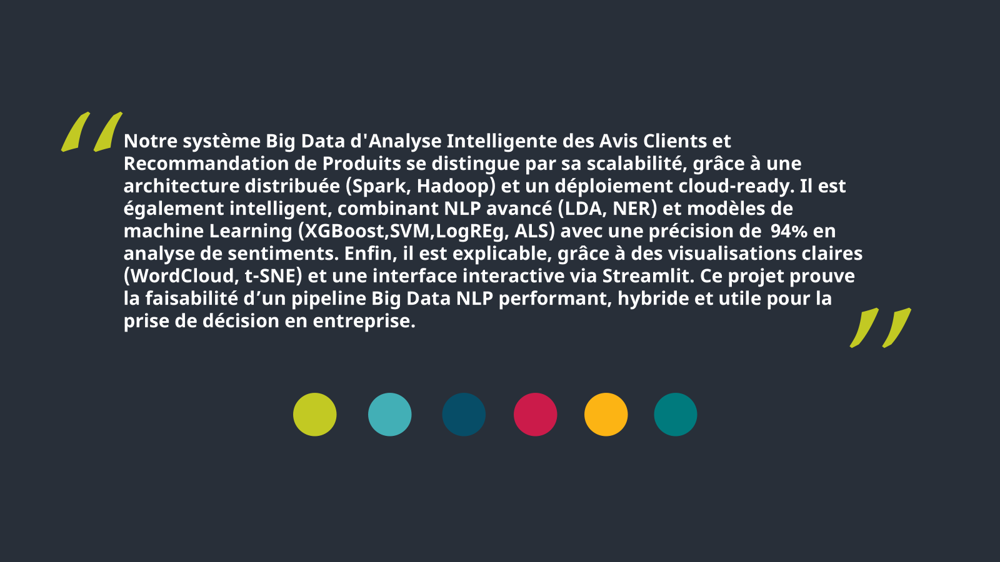 “
Notre système Big Data d'Analyse Intelligente des Avis Clients et
Recommandation de Produits se distingue par sa scalabilité, grâce à une
architecture distribuée (Spark, Hadoop) et un déploiement cloud-ready. Il est
également intelligent, combinant NLP avancé (LDA, NER) et modèles de
machine Learning (XGBoost,SVM,LogREg, ALS) avec une précision de  94% en
analyse de sentiments. Enfin, il est explicable, grâce à des visualisations claires
(WordCloud, t-SNE) et une interface interactive via Streamlit. Ce projet prouve
la faisabilité d’un pipeline Big Data NLP performant, hybride et utile pour la
prise de décision en entreprise.
”